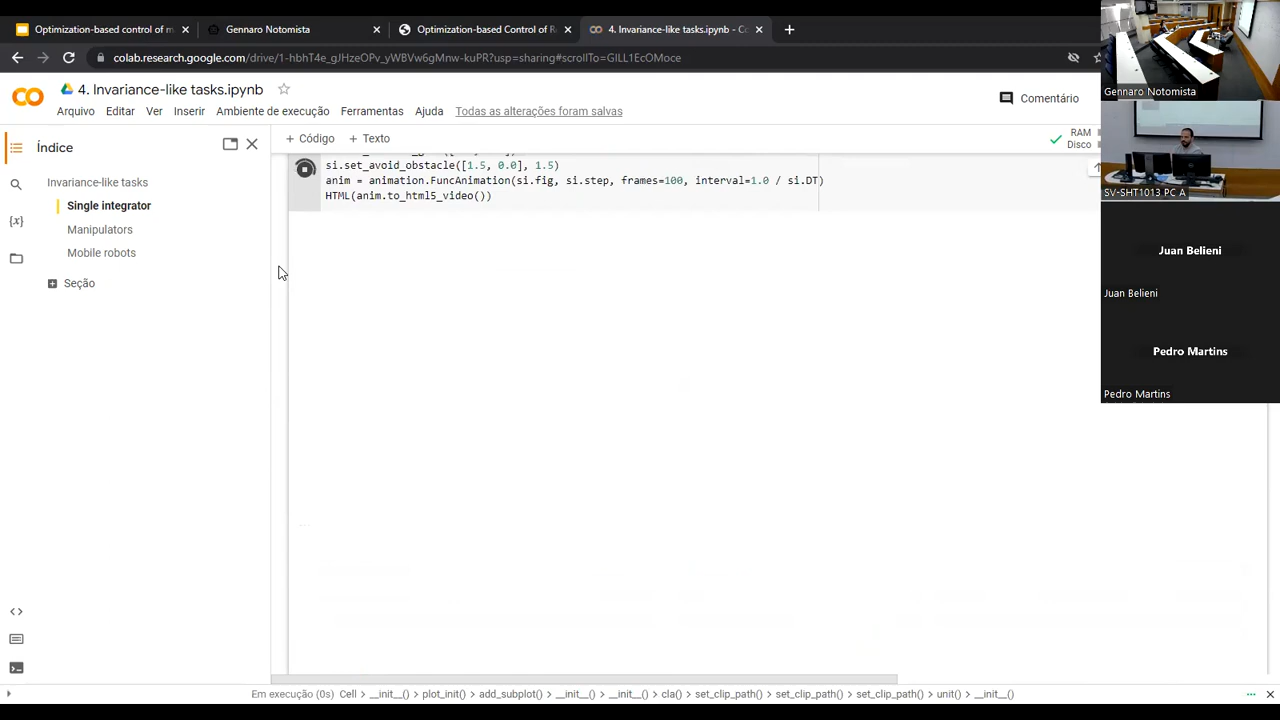 Optimization-based control of m
Gennaro Notomista
Optimization-based Control of R
4. Invariance-like tasks.ipynb - C
colab.research.google.com/drive/1-hbhT4e_gJHzeOPv_yWBVw6gMnw-kuPR?usp=sharing#scrollTo=GILL1EcOMoce
4. Invariance-like tasks.ipynb
Arquivo Editar Ver Inserir Ambiente de execução Ferramentas Ajuda Todas as alterações foram salvas
Comentário
Índice
+ Código + Texto
RAM
Disco
Invariance-like tasks
Single integrator
Manipulators
Mobile robots
Seção
si.set_avoid_obstacle([1.5, 0.0], 1.5)
anim = animation.FuncAnimation(si.fig, si.step, frames=100, interval=1.0 / si.DT)
HTML(anim.to_html5_video())
Gennaro Notomista
SV-SHT1013 PC A
Juan Belieni
Juan Belieni
Pedro Martins
Pedro Martins
Em execução (0s) Cell > __init__() > plot_init() > add_subplot() > __init__() > __init__() > cla() > set_clip_path() > set_clip_path() > set_clip_path() > unit() > __init__()